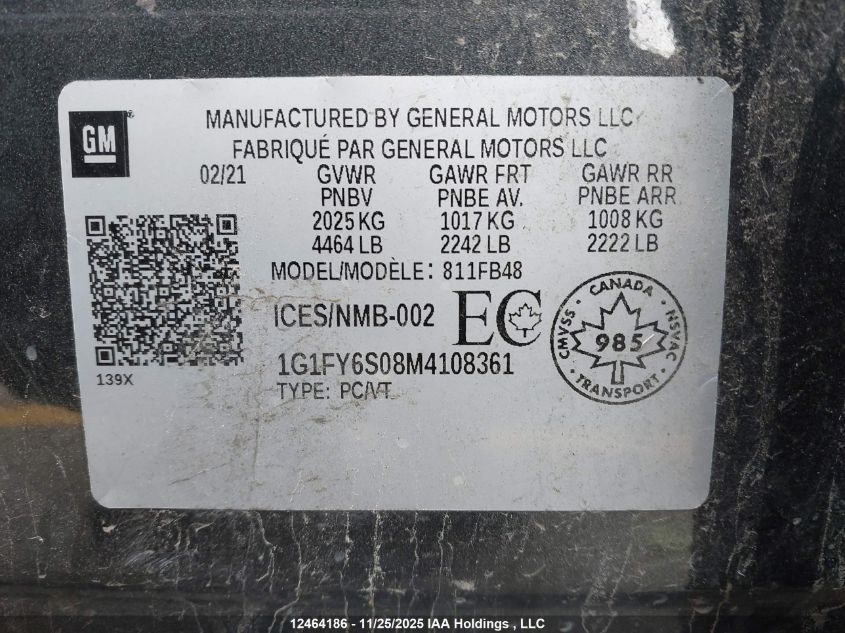 GM
MANUFACTURED BY GENERAL MOTORS LLC
FABRIQUÉ PAR GENERAL MOTORS LLC
02/21 GVWR GAWR FRT GAWR RR
PNBV PNBE AV. PNBE ARR.
2025 KG 1017 KG 1008 KG
4464 LB 2242 LB 2222 LB
MODEL/MODÈLE: 811FB48
ICES/NMB-002 EC
CANADA
CMVSS 985 NSVAC
TRANSPORT
1G1FY6S08M4108361
139X
TYPE: PC/VT
12464186 - 11/25/2025 IAA Holdings , LLC